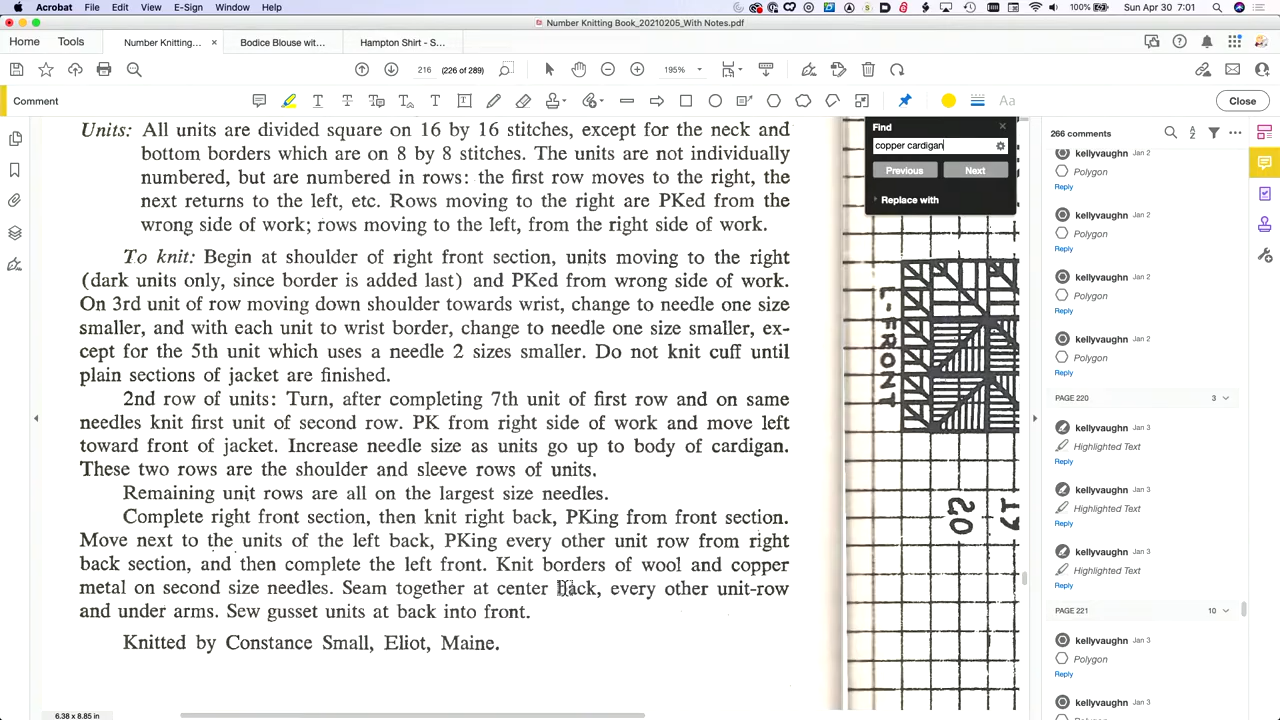 Acrobat File Edit View E-Sign Window Help 100% Sun Apr 30 7:01
Number Knitting Book_20210205_With Notes.pdf
Home Tools Number Knitting... × Bodice Blouse wit... Hampton Shirt - S...
216 (226 of 289) 195%
Comment Aa Close
Units: All units are divided square on 16 by 16 stitches, except for the neck and
bottom borders which are on 8 by 8 stitches. The units are not individually
numbered, but are numbered in rows: the first row moves to the right, the
next returns to the left, etc. Rows moving to the right are PKed from the
wrong side of work; rows moving to the left, from the right side of work.
To knit: Begin at shoulder of right front section, units moving to the right
(dark units only, since border is added last) and PKed from wrong side of work.
On 3rd unit of row moving down shoulder towards wrist, change to needle one size
smaller, and with each unit to wrist border, change to needle one size smaller, ex-
cept for the 5th unit which uses a needle 2 sizes smaller. Do not knit cuff until
plain sections of jacket are finished.
2nd row of units: Turn, after completing 7th unit of first row and on same
needles knit first unit of second row. PK from right side of work and move left
toward front of jacket. Increase needle size as units go up to body of cardigan.
These two rows are the shoulder and sleeve rows of units.
Remaining unit rows are all on the largest size needles.
Complete right front section, then knit right back, PKing from front section.
Move next to the units of the left back, PKing every other unit row from right
back section, and then complete the left front. Knit borders of wool and copper
metal on second size needles. Seam together at center back, every other unit-row
and under arms. Sew gusset units at back into front.
Knitted by Constance Small, Eliot, Maine.
6.38 x 8.85 in
Find ×
copper cardigan
Previous Next
Replace with
L-FRONT
20
266 comments
kellyvaughn Jan 2
Polygon
Reply
kellyvaughn Jan 2
Polygon
Reply
kellyvaughn Jan 2
Polygon
Reply
kellyvaughn Jan 2
Polygon
Reply
PAGE 220 3
kellyvaughn Jan 3
Highlighted Text
Reply
kellyvaughn Jan 3
Highlighted Text
Reply
kellyvaughn Jan 3
Highlighted Text
Reply
PAGE 221 10
kellyvaughn Jan 3
Polygon
Reply
kellyvaughn Jan 3